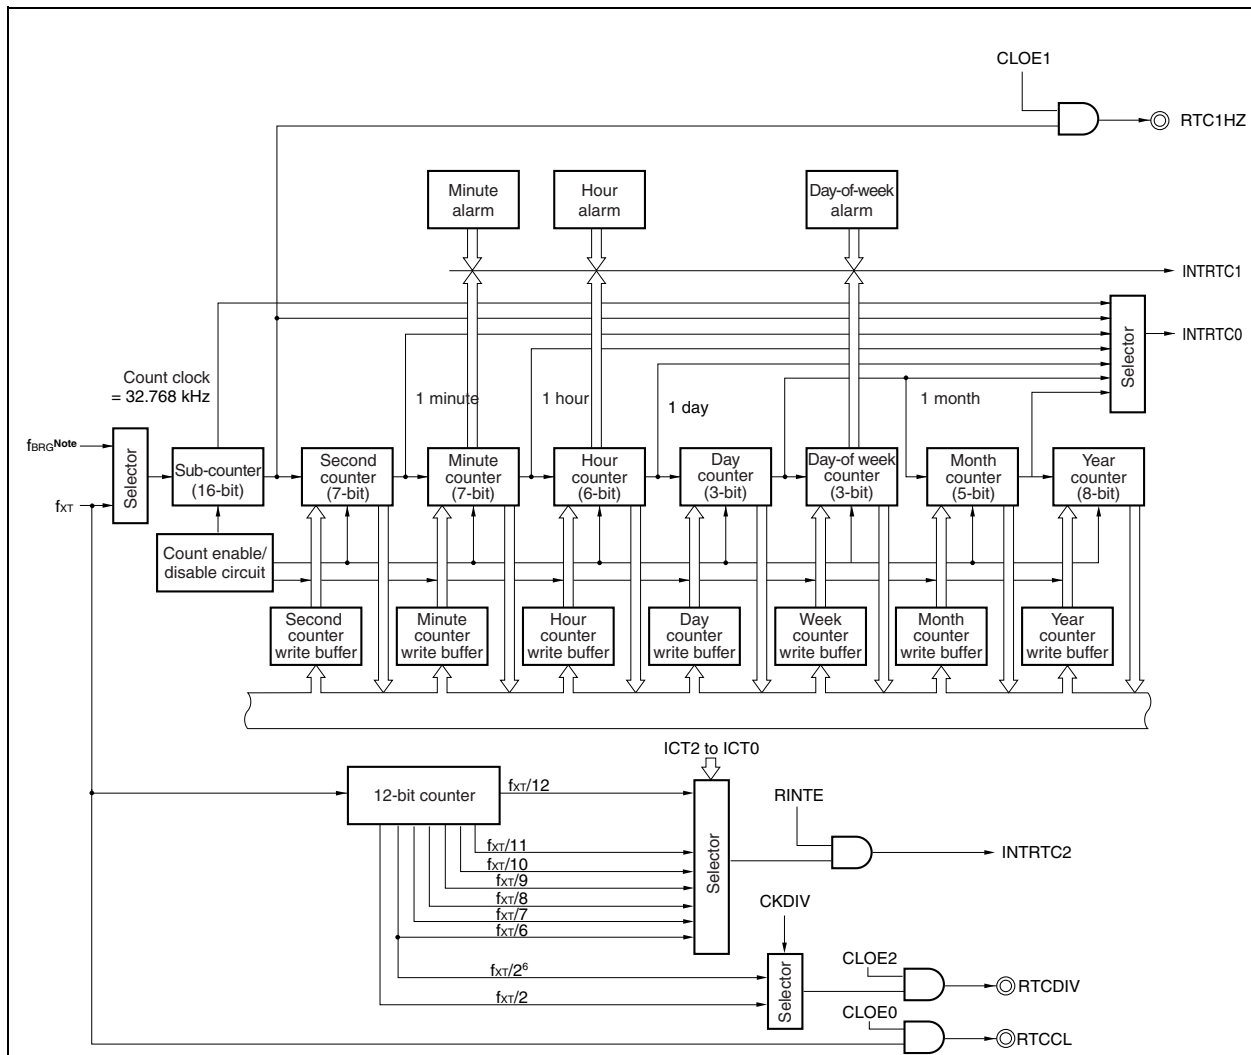 CLOE1
RTC1HZ
Minute
alarm
Hour
alarm
Day-of-week
alarm
INTRTC1
Selector
INTRTC0
Count clock
= 32.768 kHz
1 minute
1 hour
1 day
1 month
fBRG Note
fXT
Selector
Sub-counter
(16-bit)
Second
counter
(7-bit)
Minute
counter
(7-bit)
Hour
counter
(6-bit)
Day
counter
(3-bit)
Day-of week
counter
(3-bit)
Month
counter
(5-bit)
Year
counter
(8-bit)
Count enable/
disable circuit
Second
counter
write buffer
Minute
counter
write buffer
Hour
counter
write buffer
Day
counter
write buffer
Week
counter
write buffer
Month
counter
write buffer
Year
counter
write buffer
ICT2 to ICT0
12-bit counter
fXT/12
fXT/11
fXT/10
fXT/9
fXT/8
fXT/7
fXT/6
Selector
RINTE
INTRTC2
CKDIV
fXT/2⁶
fXT/2
Selector
CLOE2
RTCDIV
CLOE0
RTCCL